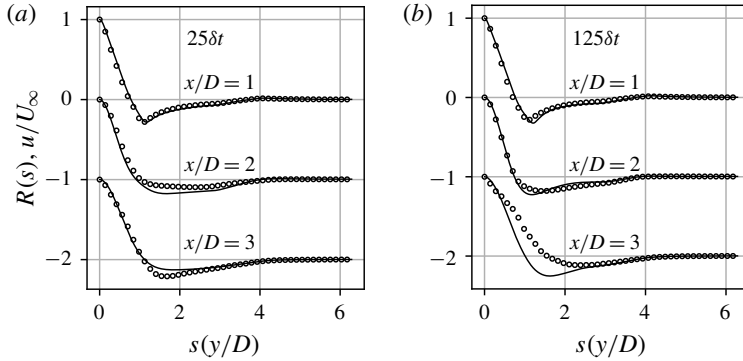 (a)
25δt
x/D = 1
x/D = 2
x/D = 3
1
0
−1
−2
R(s), u/U∞
0 2 4 6
s(y/D)
(b)
125δt
x/D = 1
x/D = 2
x/D = 3
1
0
−1
−2
0 2 4 6
s(y/D)